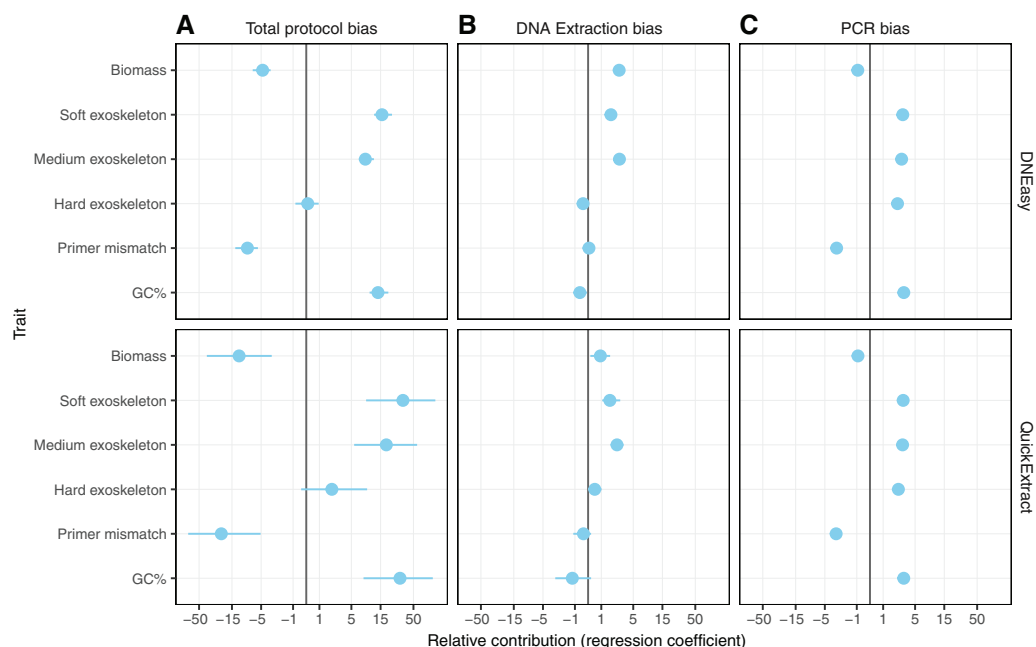 A Total protocol bias
B DNA Extraction bias
C PCR bias
Trait
Biomass
Soft exoskeleton
Medium exoskeleton
Hard exoskeleton
Primer mismatch
GC%
DNEasy
Biomass
Soft exoskeleton
Medium exoskeleton
Hard exoskeleton
Primer mismatch
GC%
QuickExtract
−50 −15 −5 −1 1 5 15 50
−50 −15 −5 −1 1 5 15 50
−50 −15 −5 −1 1 5 15 50
Relative contribution (regression coefficient)